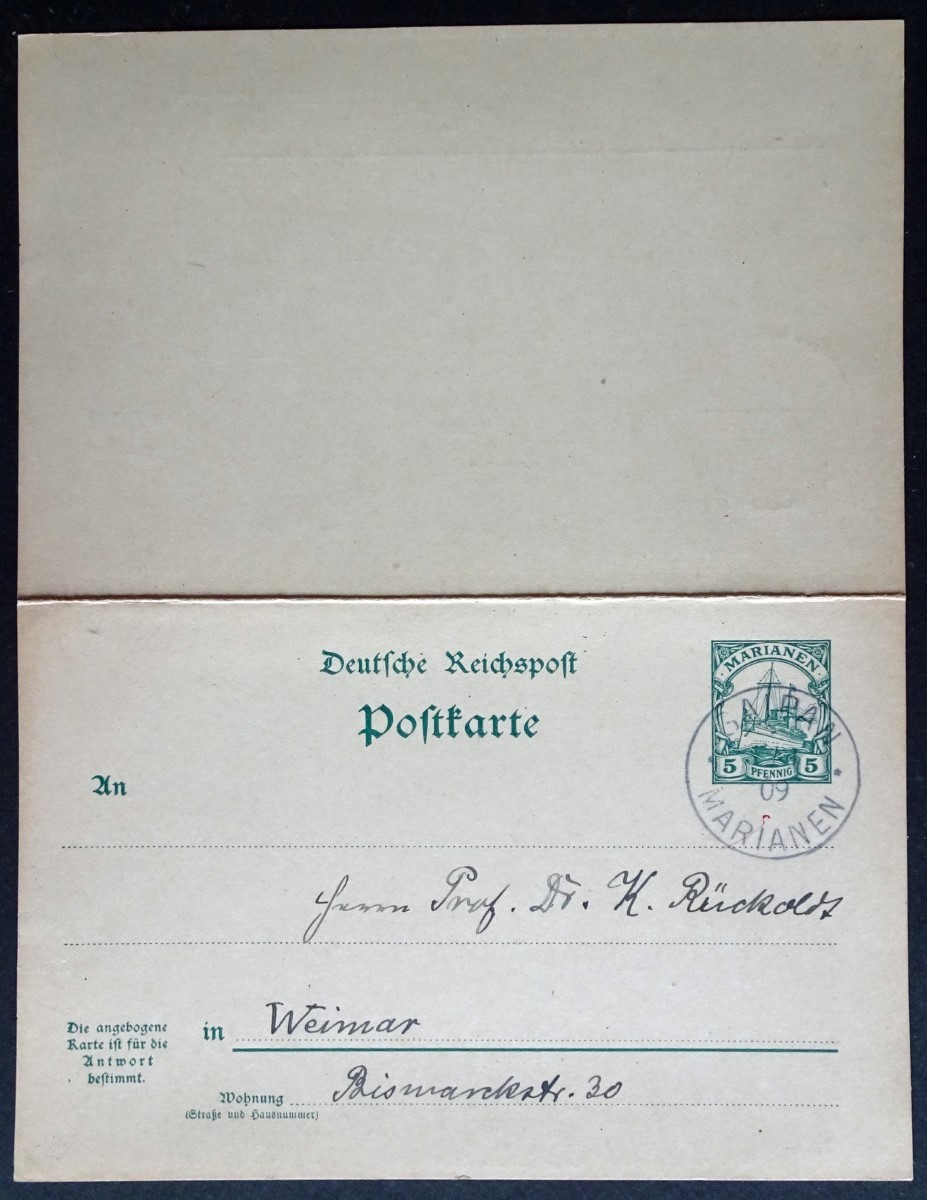 Deutsche Reichspost
Postkarte
MARIANEN
5 PFENNIG 5
SAIPAN
09
MARIANEN
An
Herrn Prof. Dr. K. Rückoldt
in Weimar
Die angebogene
Karte ist für die
Antwort
bestimmt.
Wohnung Bismarckstr. 30
(Straße und Hausnummer)